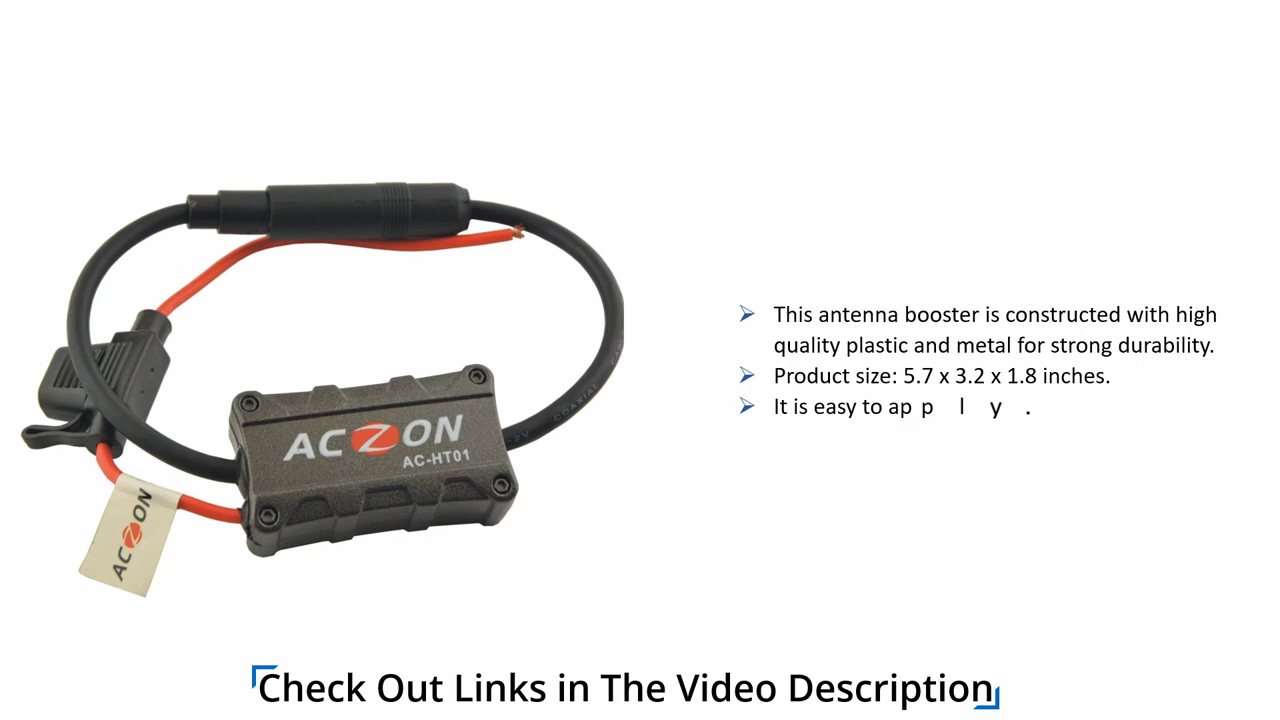 ACZON
AC-HT01
ACZON
This antenna booster is constructed with high
quality plastic and metal for strong durability.
Product size: 5.7 x 3.2 x 1.8 inches.
It is easy to apply.
Check Out Links in The Video Description